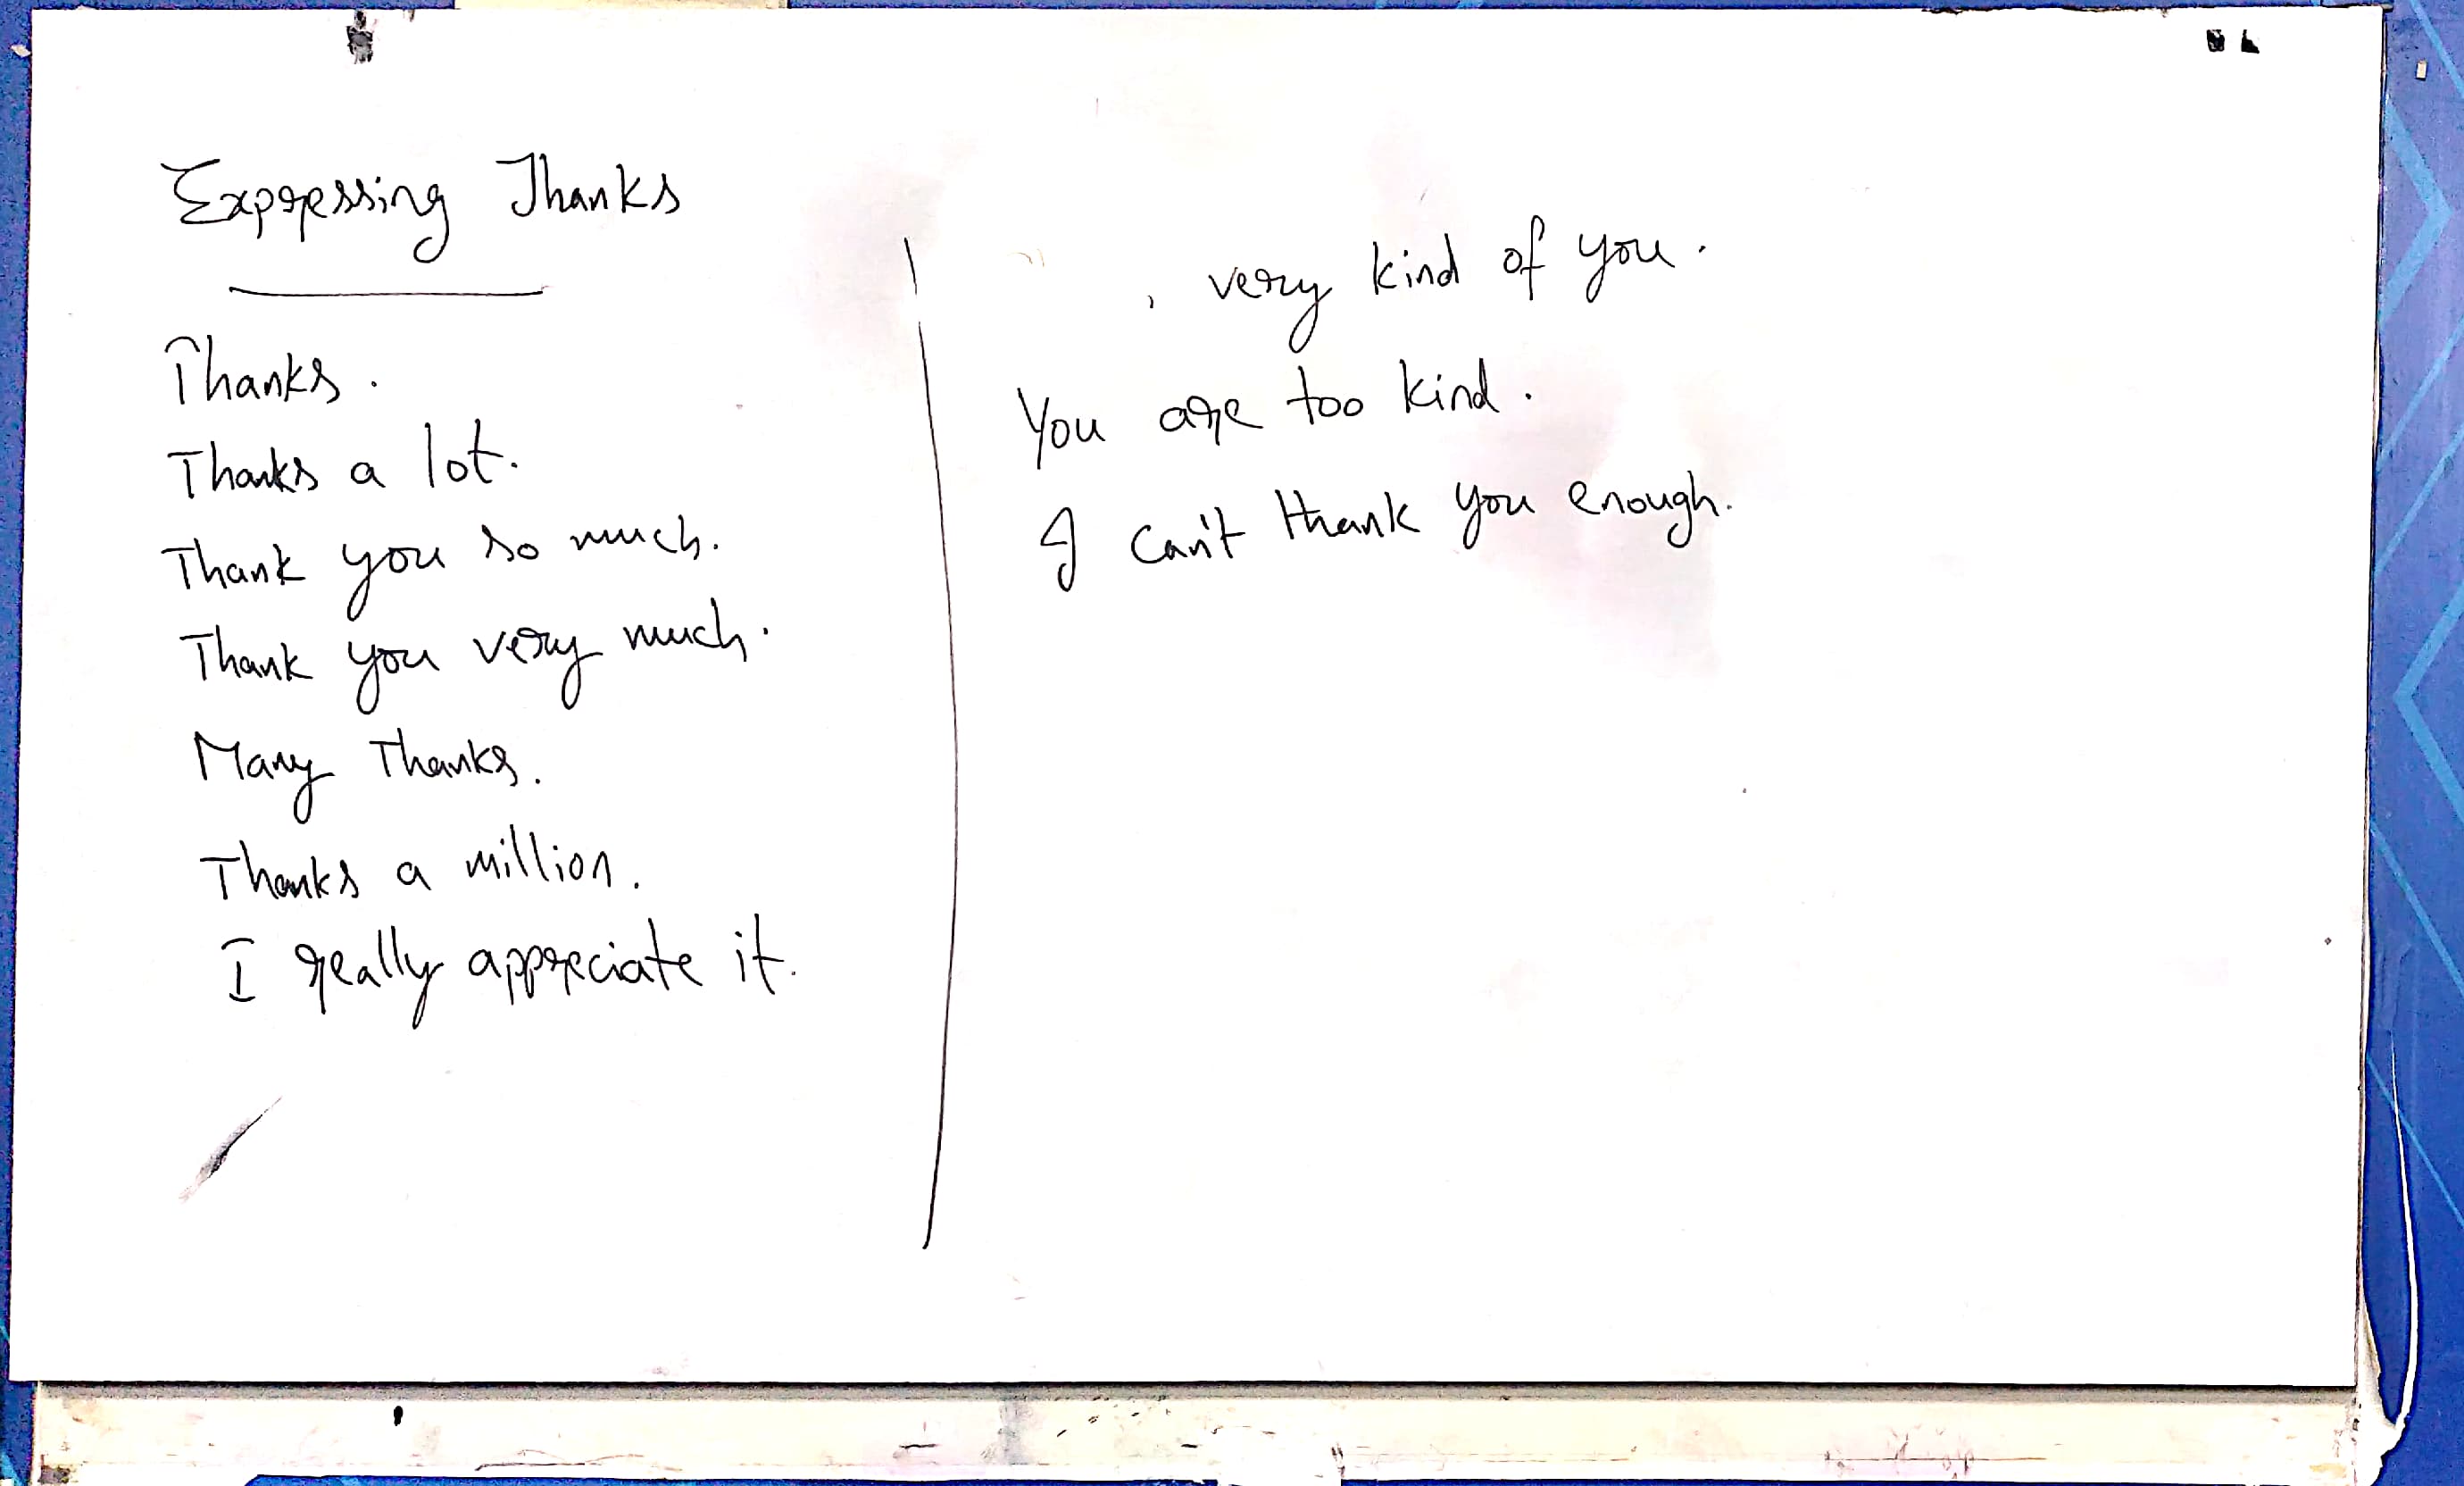 Expressing Thanks
Thanks.
Thanks a lot.
Thank you so much.
Thank you very much.
Many Thanks.
Thanks a million.
I really appreciate it.
very kind of you.
You are too kind.
I can't thank you enough.